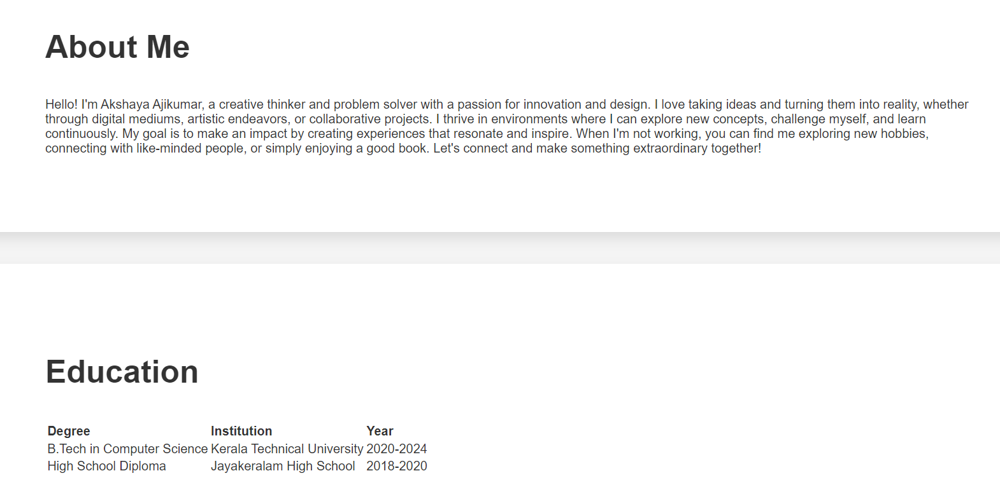 About Me
Hello! I'm Akshaya Ajikumar, a creative thinker and problem solver with a passion for innovation and design. I love taking ideas and turning them into reality, whether
through digital mediums, artistic endeavors, or collaborative projects. I thrive in environments where I can explore new concepts, challenge myself, and learn
continuously. My goal is to make an impact by creating experiences that resonate and inspire. When I'm not working, you can find me exploring new hobbies,
connecting with like-minded people, or simply enjoying a good book. Let's connect and make something extraordinary together!
Education
Degree Institution Year
B.Tech in Computer Science Kerala Technical University 2020-2024
High School Diploma Jayakeralam High School 2018-2020